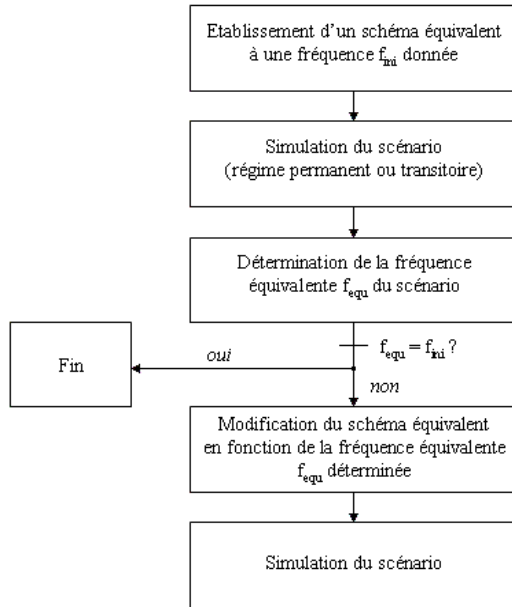 Etablissement d'un schéma équivalent
à une fréquence f_ini donnée
Simulation du scénario
(régime permanent ou transitoire)
Détermination de la fréquence
équivalente f_equ du scénario
f_equ = f_ini ?
oui
Fin
non
Modification du schéma équivalent
en fonction de la fréquence équivalente
f_equ déterminée
Simulation du scénario